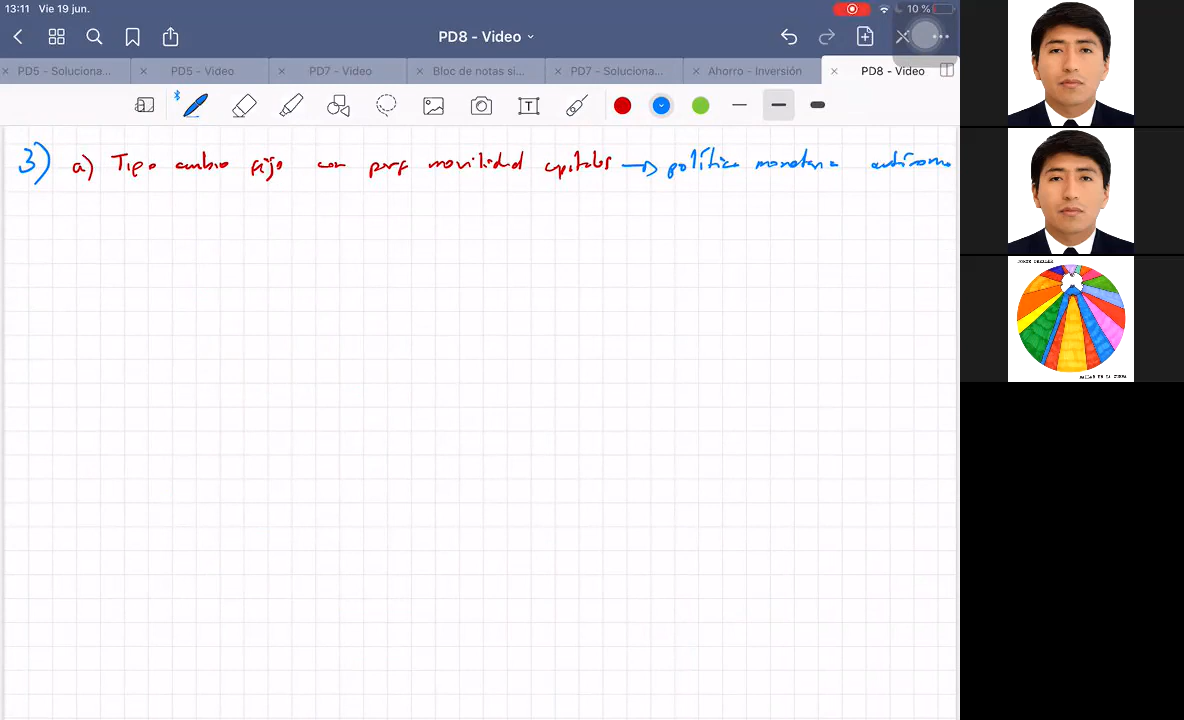 13:11 Vie 19 jun.
10 %
PD8 - Video
PD5 - Soluciona...
PD5 - Video
PD7 - Video
Bloc de notas si...
PD7 - Soluciona...
Ahorro - Inversión
PD8 - Video
T
3) a) Tipo cambio fijo con perf movilidad capitales → política monetaria autónoma